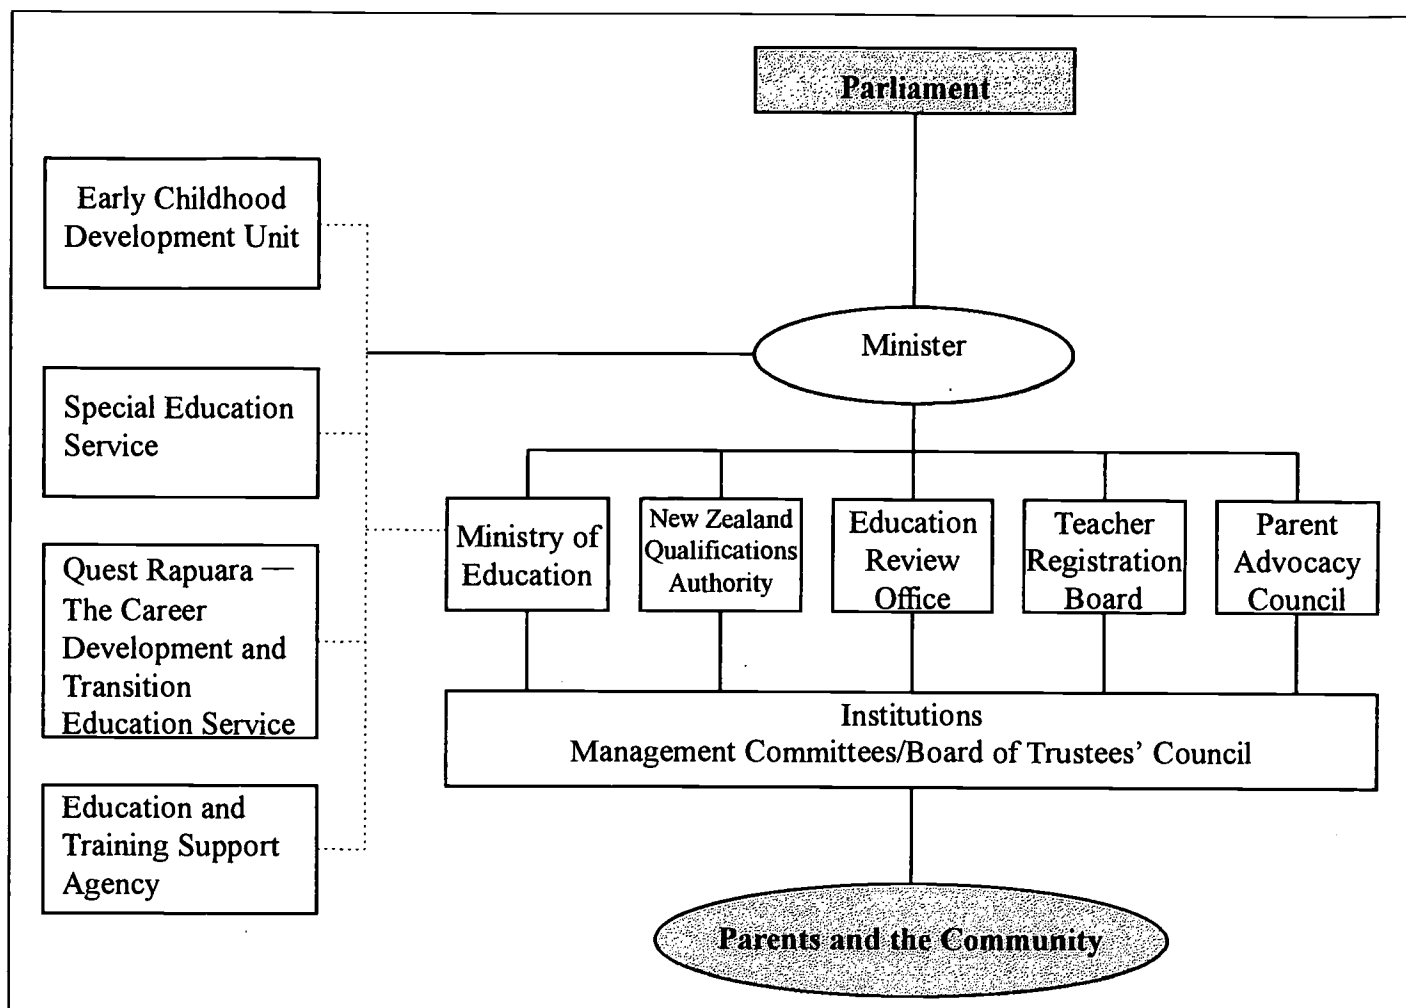 Parliament
Early Childhood
Development Unit
Minister
Special Education
Service
Ministry of
Education
New Zealand
Qualifications
Authority
Education
Review
Office
Teacher
Registration
Board
Parent
Advocacy
Council
Quest Rapuara —
The Career
Development and
Transition
Education Service
Institutions
Management Committees/Board of Trustees’ Council
Education and
Training Support
Agency
Parents and the Community